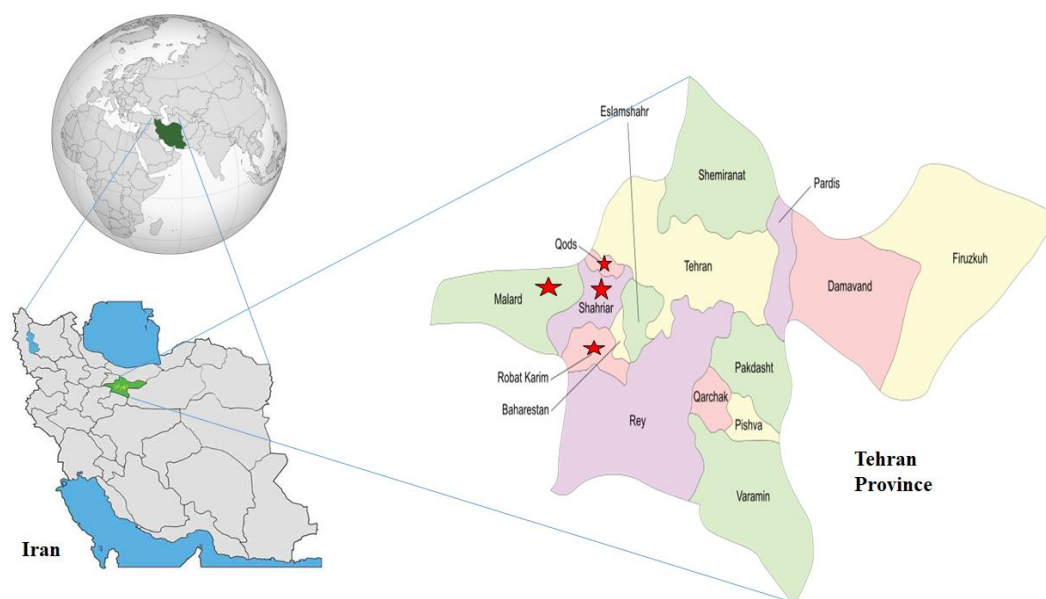 Eslamshahr
Shemiranat
Pardis
Qods
Tehran
Firuzkuh
Damavand
Malard
Shahriar
Robat Karim
Pakdasht
Qarchak
Baharestan
Rey
Pishva
Tehran
Province
Varamin
Iran